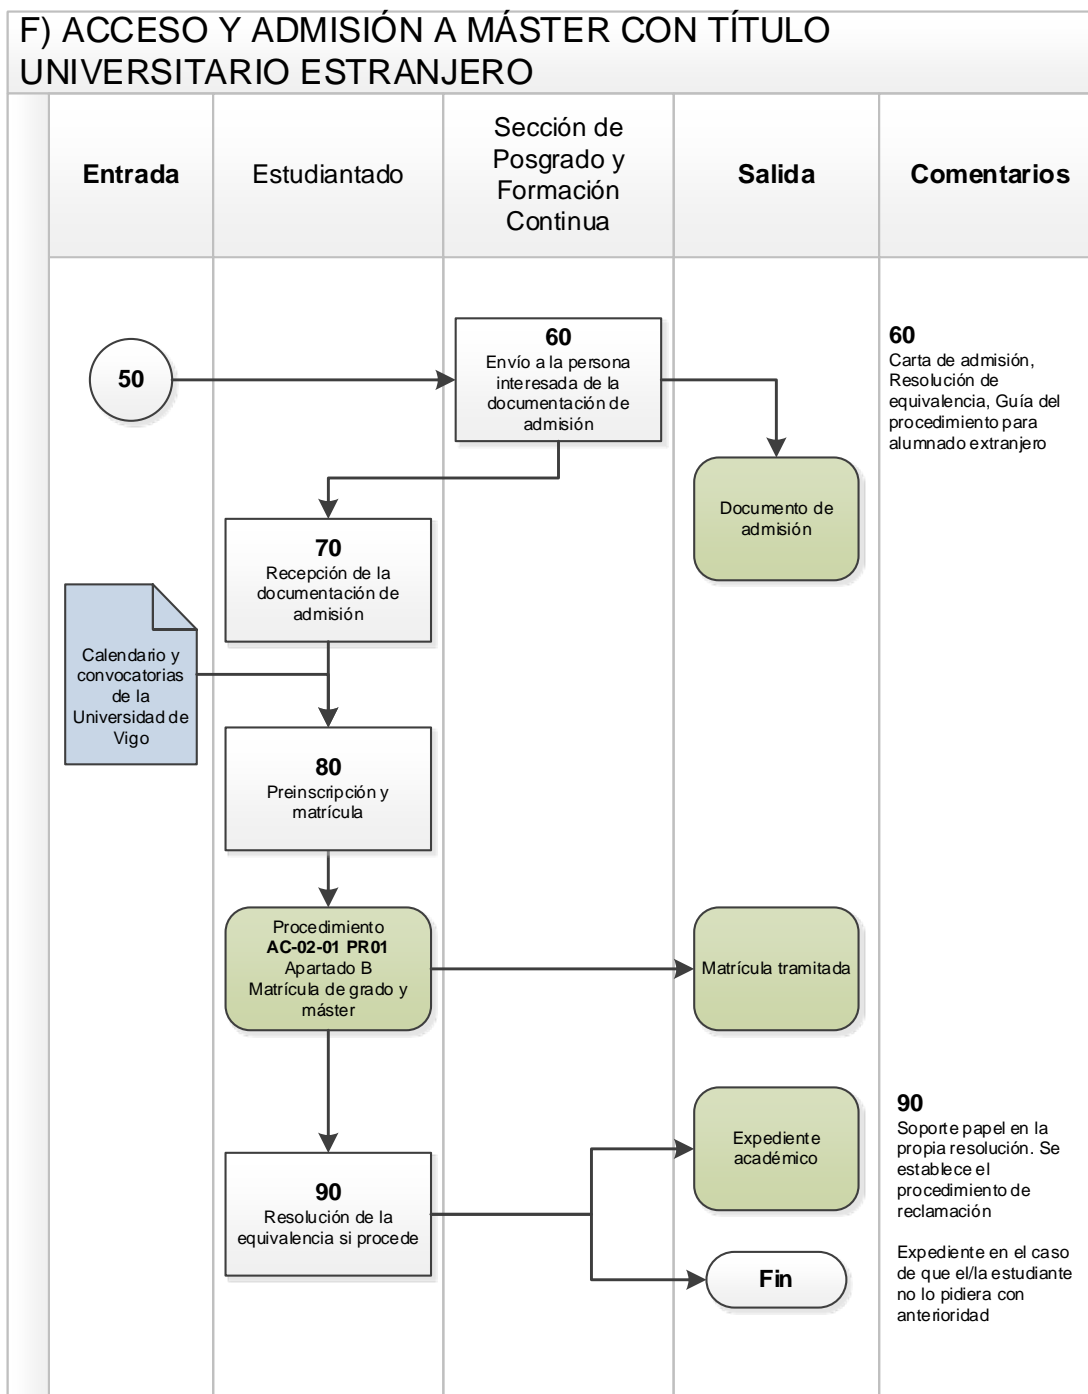 F) ACCESO Y ADMISIÓN A MÁSTER CON TÍTULO
UNIVERSITARIO ESTRANJERO
Entrada
Estudiantado
Sección de
Posgrado y
Formación
Continua
Salida
Comentarios
50
60
Envío a la persona
interesada de la
documentación de
admisión
60
Carta de admisión,
Resolución de
equivalencia, Guía del
procedimiento para
alumnado extranjero
Documento de
admisión
70
Recepción de la
documentación de
admisión
Calendario y
convocatorias
de la
Universidad de
Vigo
80
Preinscripción y
matrícula
Procedimiento
AC-02-01 PR01
Apartado B
Matrícula de grado y
máster
Matrícula tramitada
90
Resolución de la
equivalencia si procede
Expediente
académico
Fin
90
Soporte papel en la
propia resolución. Se
establece el
procedimiento de
reclamación
Expediente en el caso
de que el/la estudiante
no lo pidiera con
anterioridad